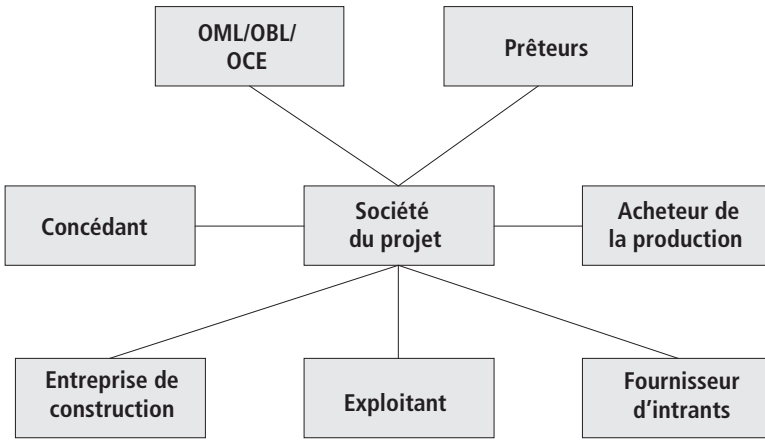 OML/OBL/
OCE
Prêteurs
Concédant
Société
du projet
Acheteur de
la production
Entreprise de
construction
Exploitant
Fournisseur
d’intrants